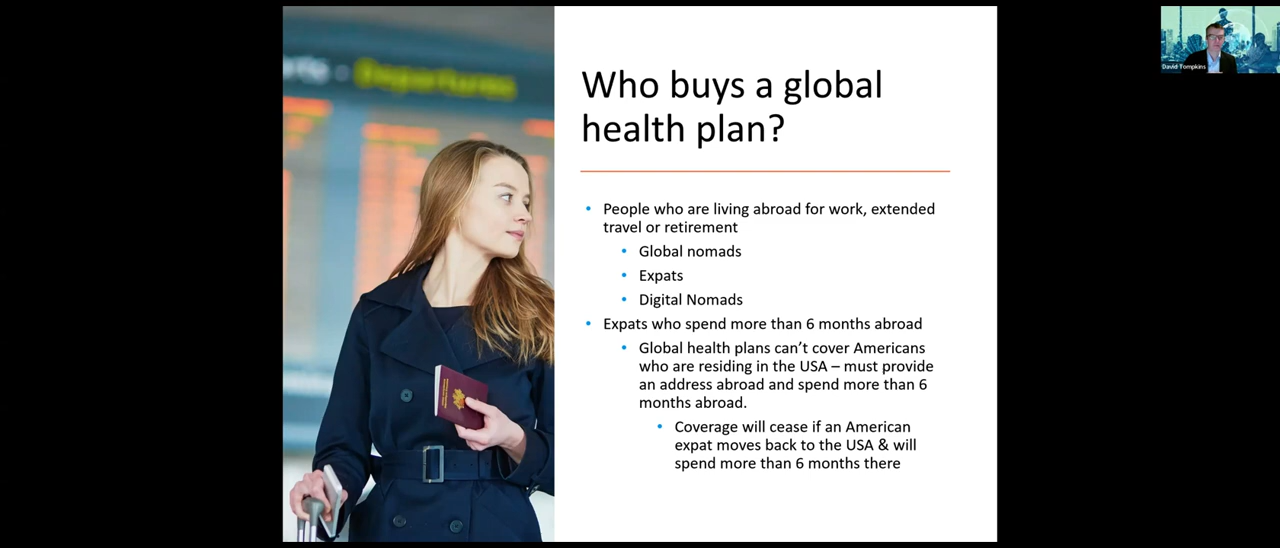 Departures
David Tompkins
Who buys a global
health plan?
• People who are living abroad for work, extended
travel or retirement
• Global nomads
• Expats
• Digital Nomads
• Expats who spend more than 6 months abroad
• Global health plans can’t cover Americans
who are residing in the USA – must provide
an address abroad and spend more than 6
months abroad.
• Coverage will cease if an American
expat moves back to the USA & will
spend more than 6 months there